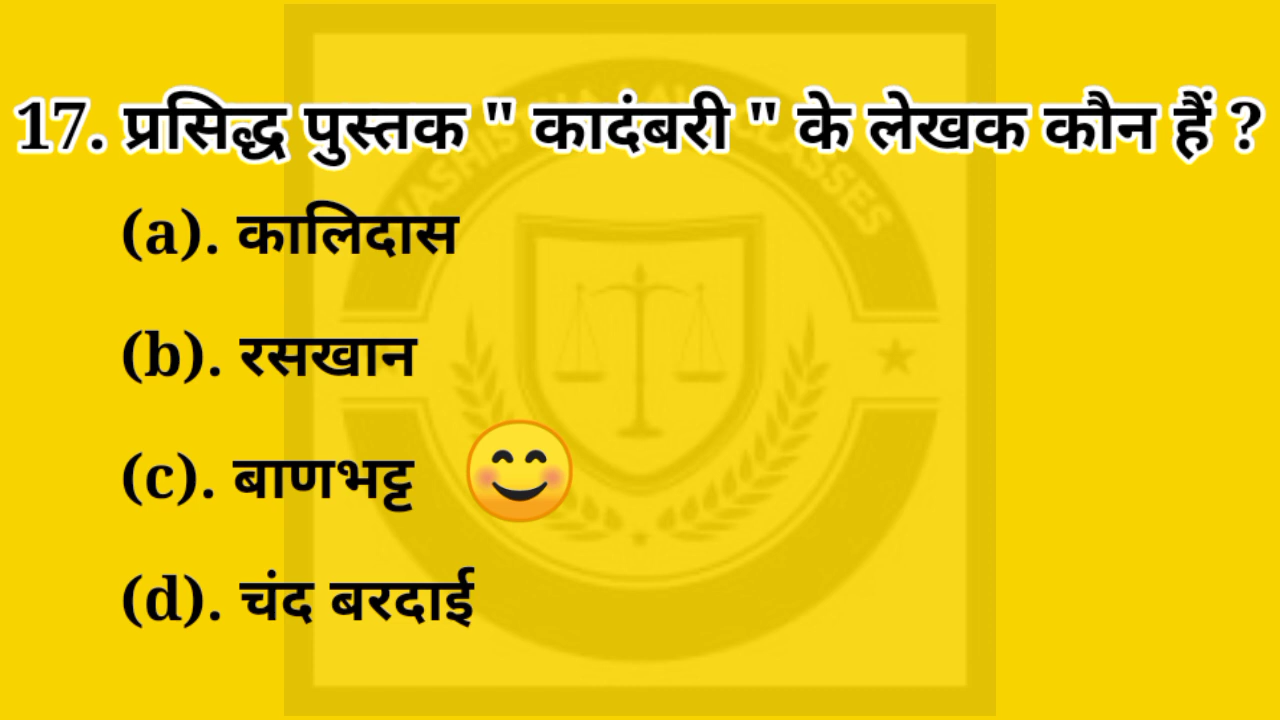 17. प्रसिद्ध पुस्तक " कादंबरी " के लेखक कौन हैं ?
(a). कालिदास
(b). रसखान
(c). बाणभट्ट
(d). चंद बरदाई